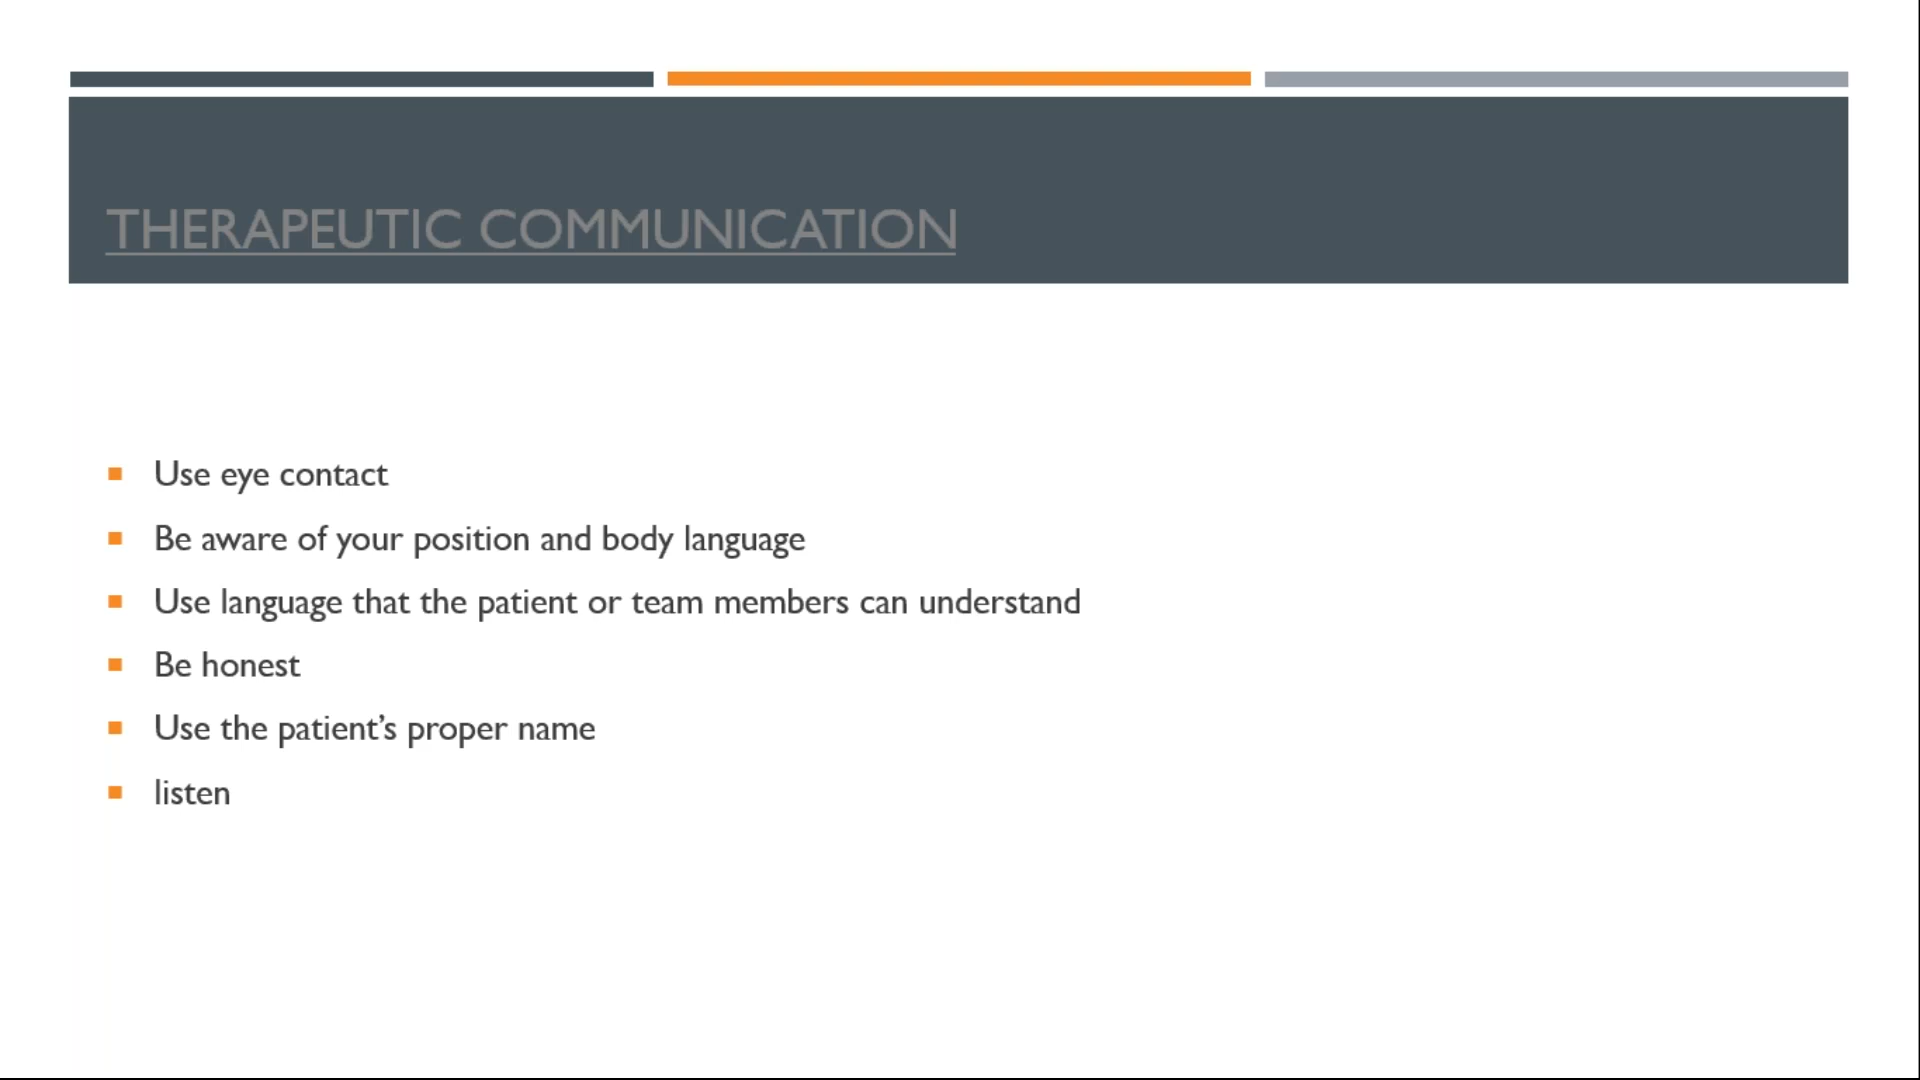 THERAPEUTIC COMMUNICATION
Use eye contact
Be aware of your position and body language
Use language that the patient or team members can understand
Be honest
Use the patient’s proper name
listen